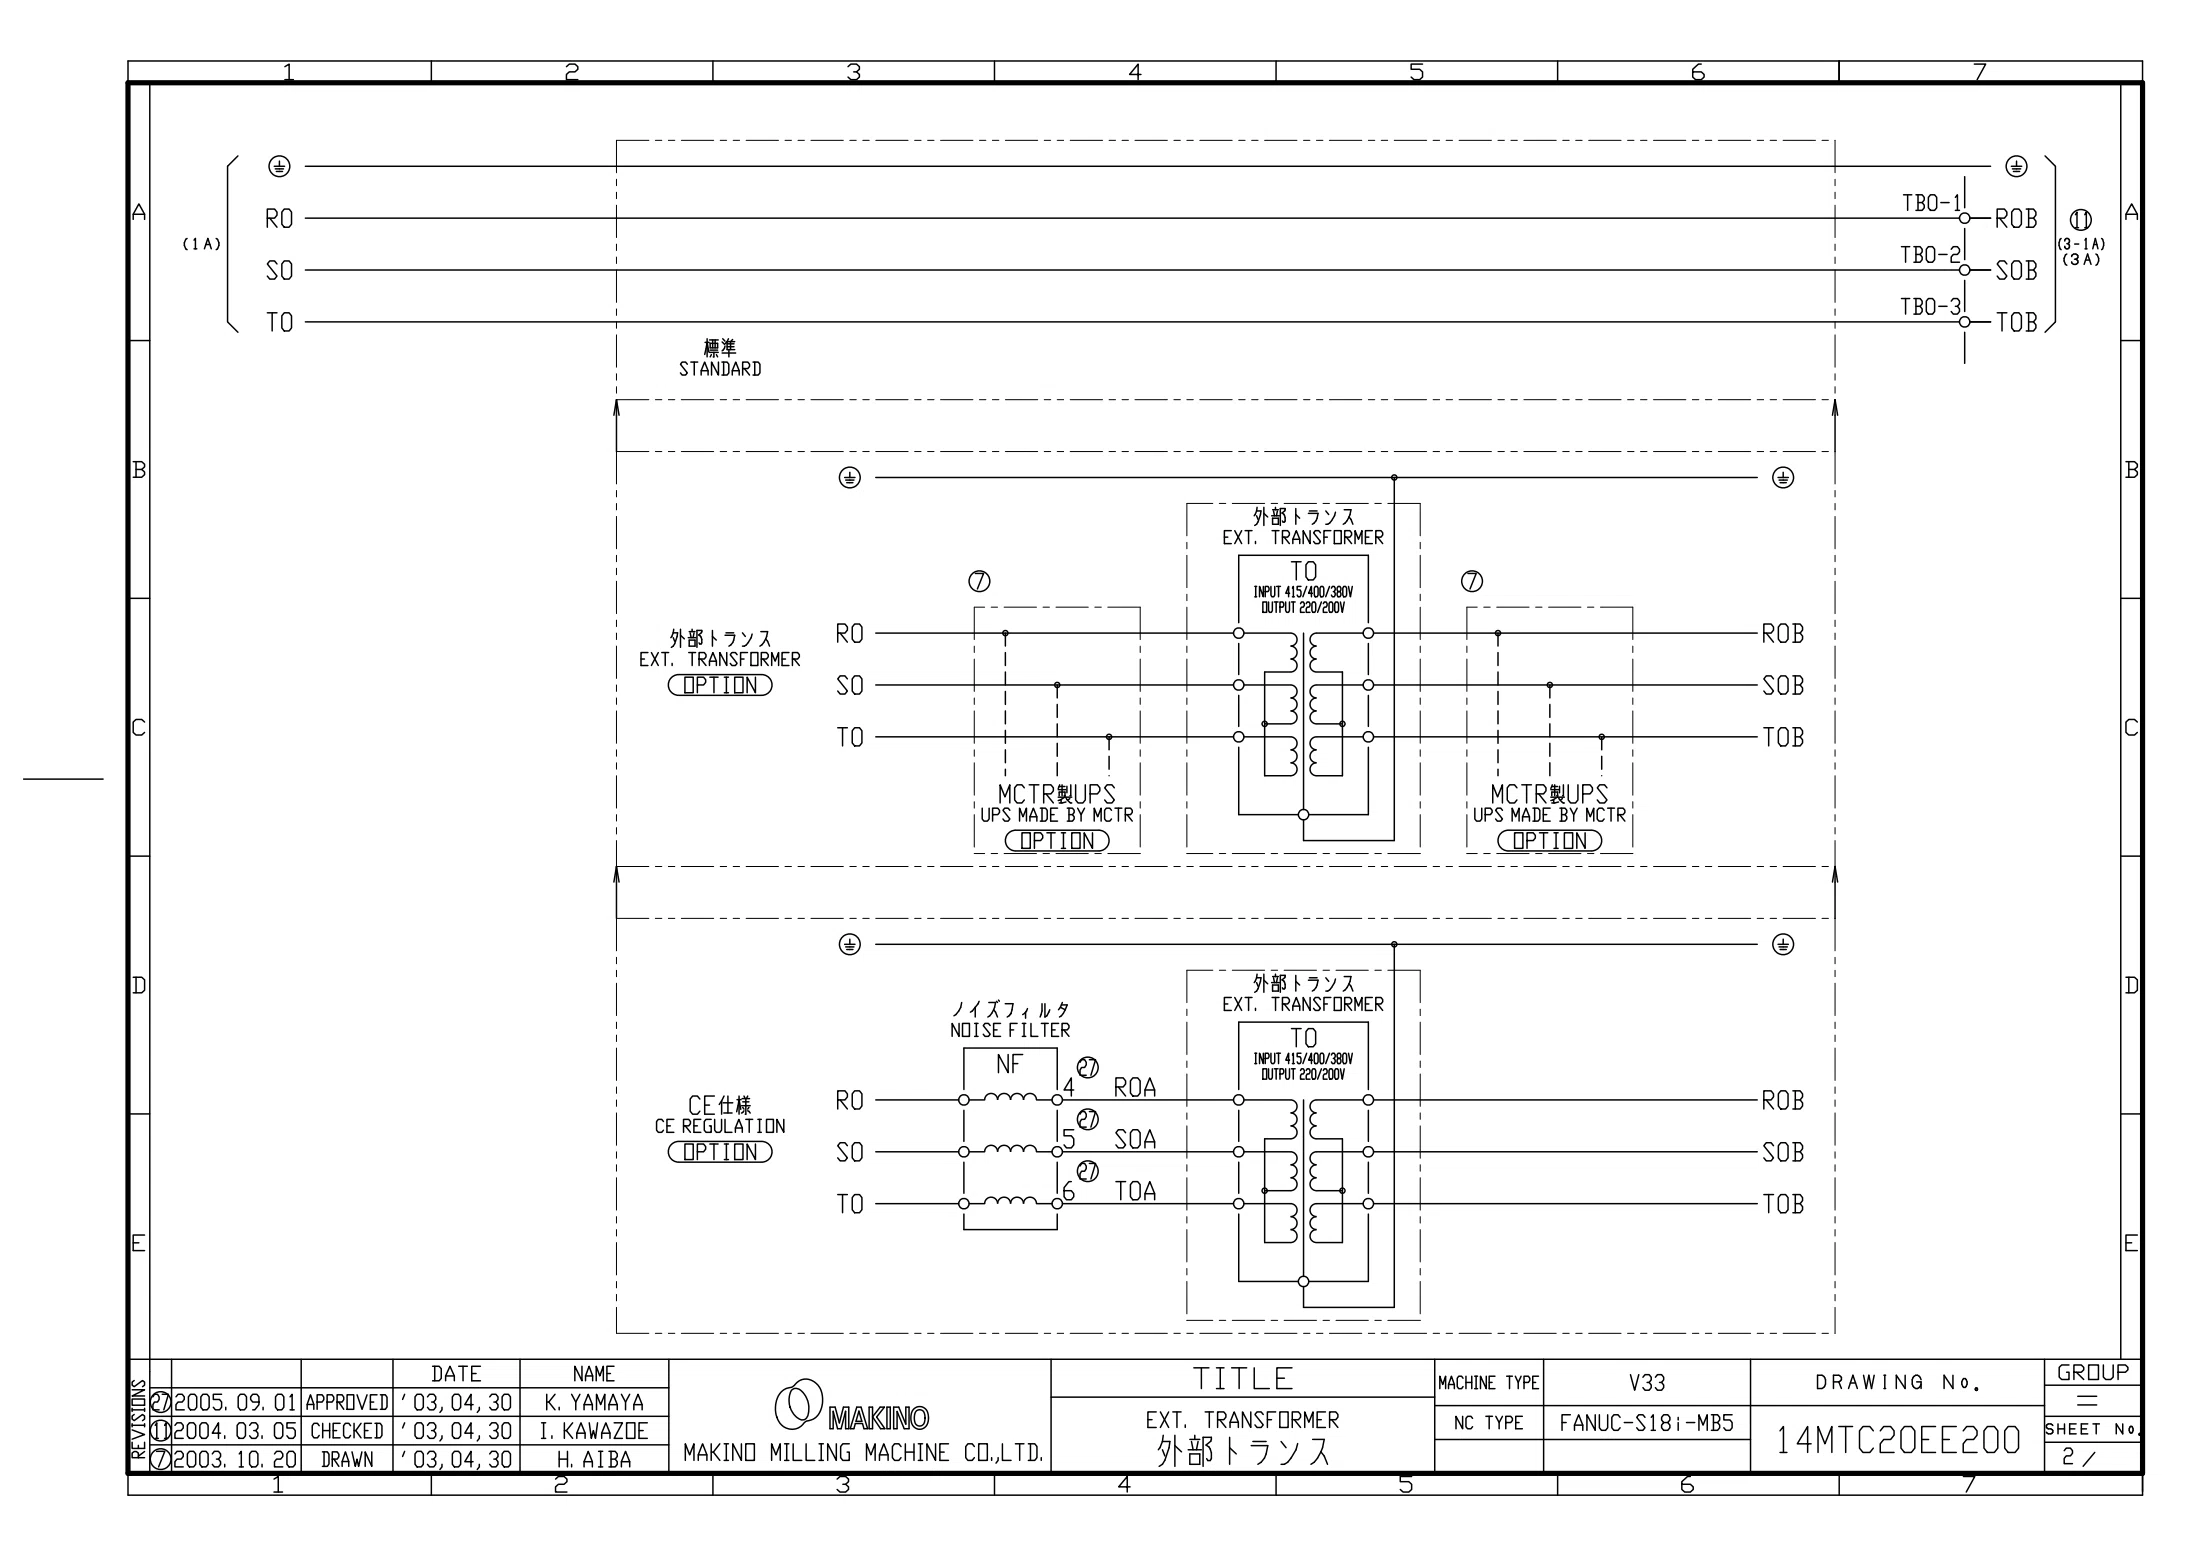 1 2 3 4 5 6 7
A A
RO
TBO-1
ROB
⑪
(1A)
(3-1A)
SO
TBO-2
SOB
(3A)
TO
TBO-3
TOB
標準
STANDARD
B B
外部トランス
EXT. TRANSFORMER
TO
⑦ ⑦
INPUT 415/400/380V
OUTPUT 220/200V
外部トランス
EXT. TRANSFORMER
OPTION
RO ROB
SO SOB
TO TOB
C C
MCTR製UPS
UPS MADE BY MCTR
OPTION
MCTR製UPS
UPS MADE BY MCTR
OPTION
D D
外部トランス
EXT. TRANSFORMER
ノイズフィルタ
NOISE FILTER
TO
INPUT 415/400/380V
OUTPUT 220/200V
NF
CE仕様
CE REGULATION
OPTION
RO 4 ㉗ ROA ROB
SO 5 ㉗ SOA SOB
TO 6 ㉗ TOA TOB
E E
REVISIONS
DATE NAME
㉗ 2005. 09. 01 APPROVED '03,04,30 K. YAMAYA
⑪ 2004. 03. 05 CHECKED '03,04,30 I. KAWAZOE
⑦ 2003. 10. 20 DRAWN '03,04,30 H. AIBA
MAKINO
MAKINO MILLING MACHINE CO.,LTD.
TITLE
EXT. TRANSFORMER
外部トランス
MACHINE TYPE V33
NC TYPE FANUC-S18i-MB5
DRAWING No.
14MTC20EE200
GROUP
=
SHEET No.
2 /
1 2 3 4 5 6 7